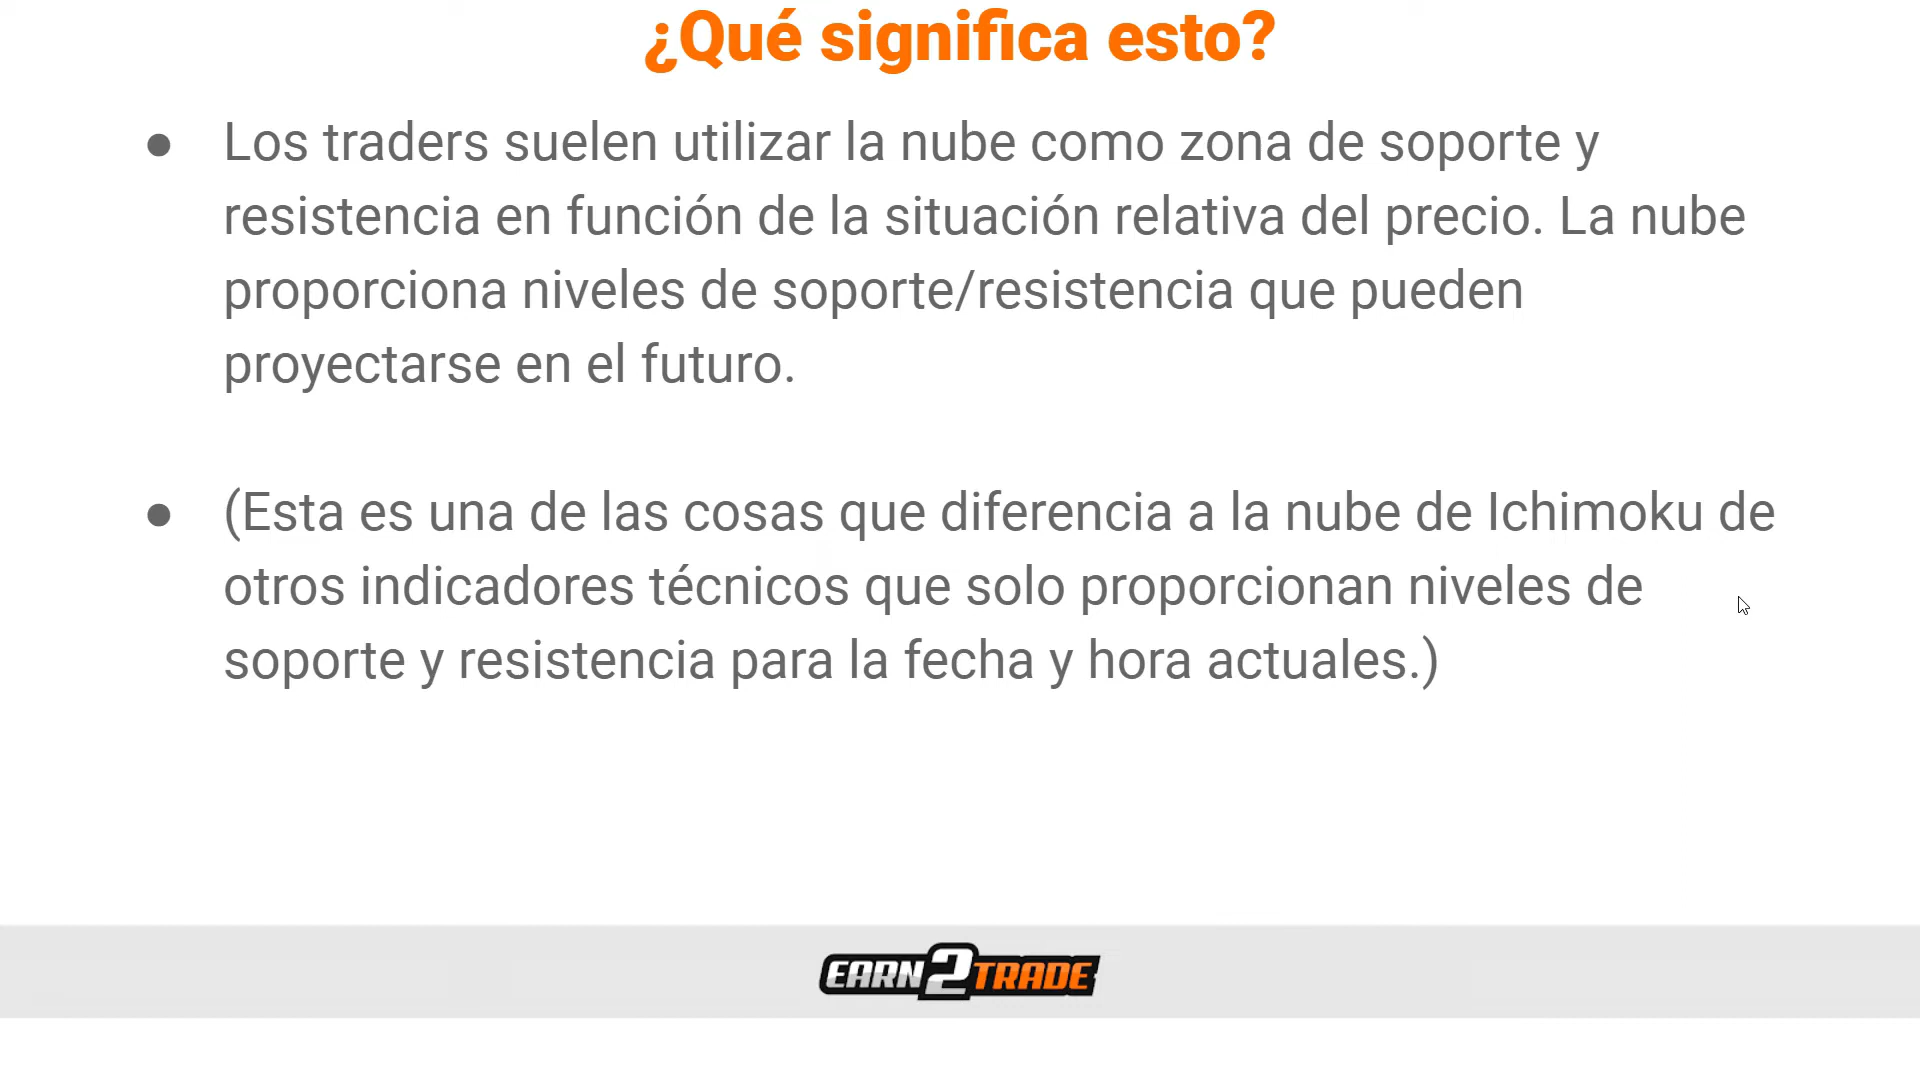 ¿Qué significa esto?
● Los traders suelen utilizar la nube como zona de soporte y
resistencia en función de la situación relativa del precio. La nube
proporciona niveles de soporte/resistencia que pueden
proyectarse en el futuro.
● (Esta es una de las cosas que diferencia a la nube de Ichimoku de
otros indicadores técnicos que solo proporcionan niveles de
soporte y resistencia para la fecha y hora actuales.)
EARN2TRADE